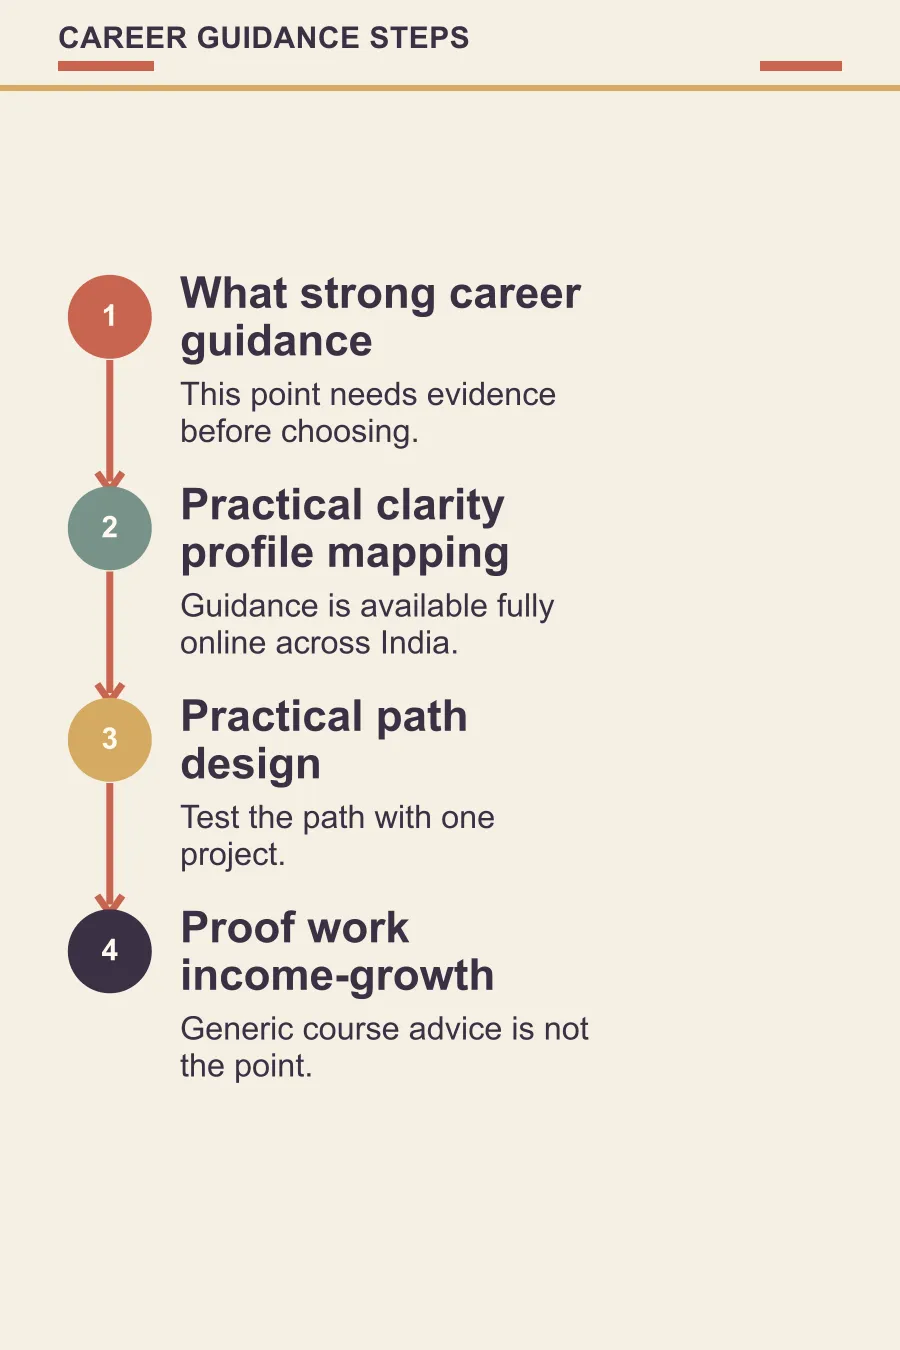 CAREER GUIDANCE STEPS
1
What strong career
guidance
This point needs evidence
before choosing.
2
Practical clarity
profile mapping
Guidance is available fully
online across India.
3
Practical path
design
Test the path with one
project.
4
Proof work
income-growth
Generic course advice is not
the point.